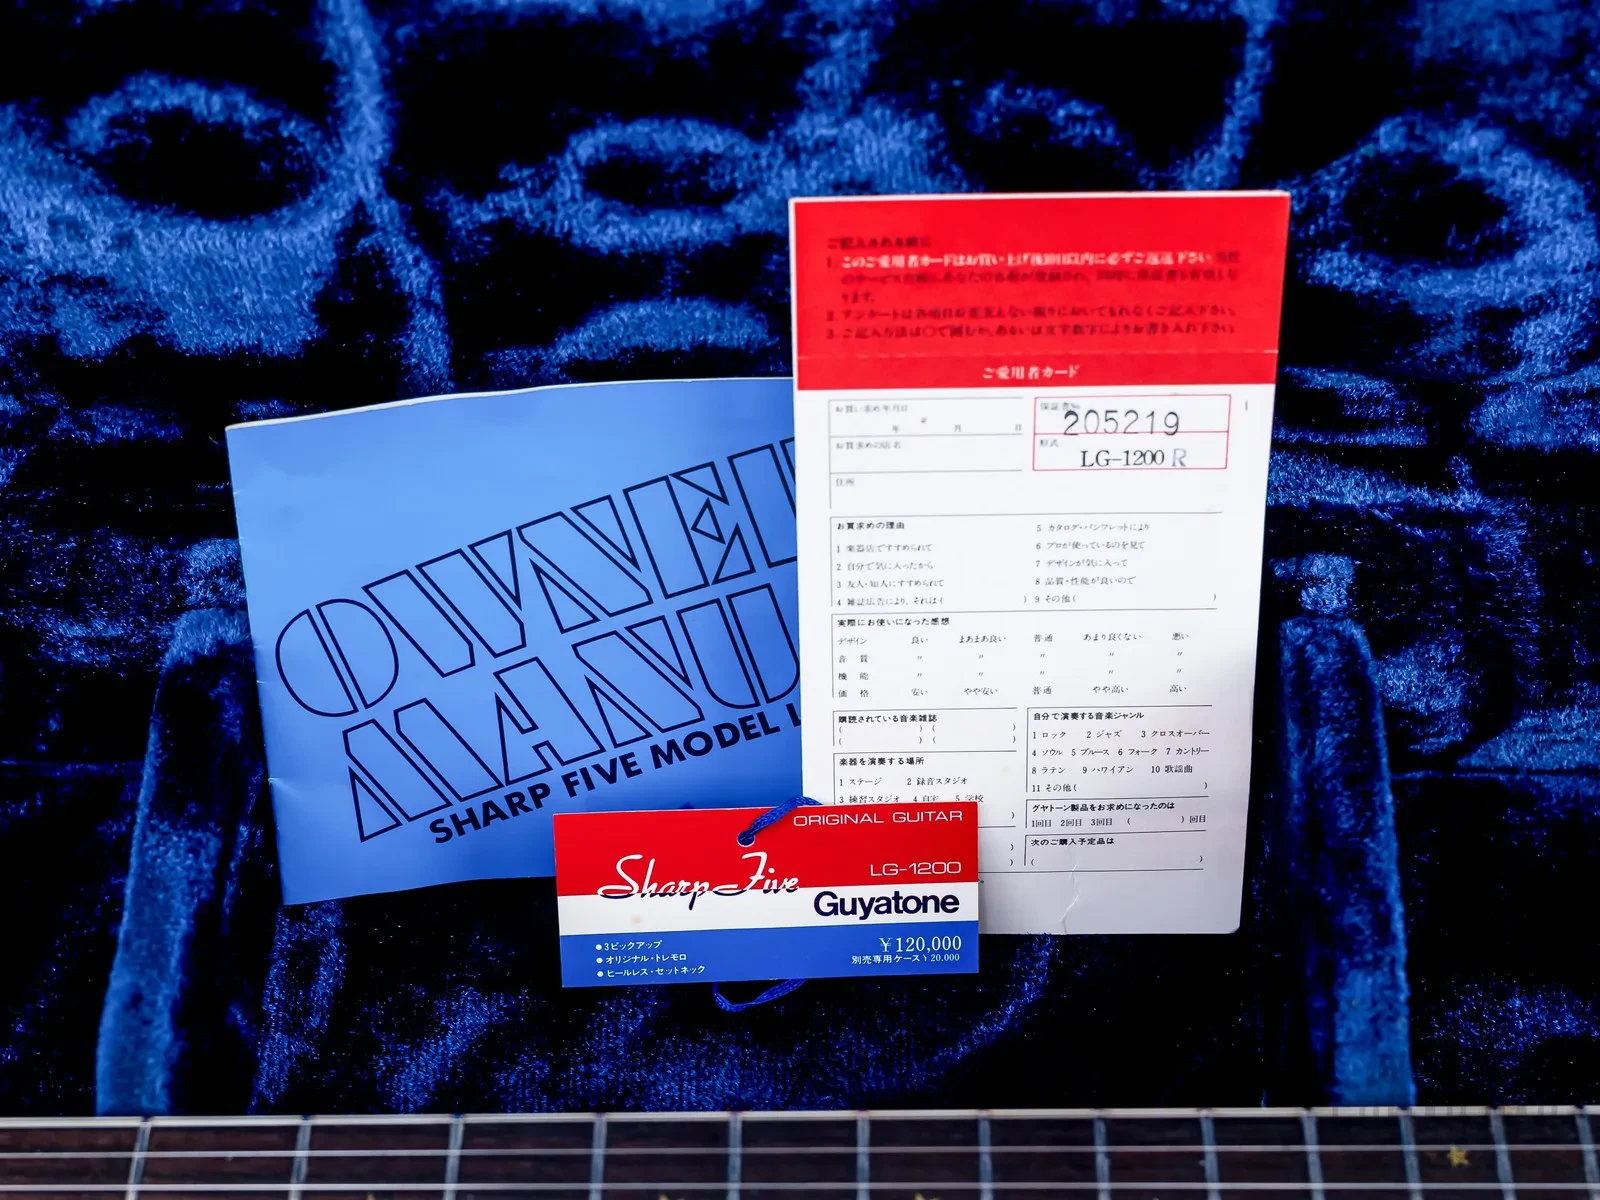 OWNER
MANU
SHARP FIVE MODEL L
ご記入される前に
1. このご愛用者カードはお買い上げ後10日以内に必ずご返送下さい
ります。
2. アンケートは各項目お差支えない限りにおいてもれなくご記入下さい。
3. ご記入方法は○で囲むか、あるいは文字数字によりお書き入れ下さい
ご愛用者カード
お買い求め年月日
年 月 日
保証書No.
205219
お買求めの店名
形式
LG-1200 R
住所
お買求めの理由
1 楽器店ですすめられて
2 自分で気に入ったから
3 友人・知人にすすめられて
4 雑誌広告により、それは( )
5 カタログ・パンフレットにより
6 プロが使っているのを見て
7 デザインが気に入って
8 品質・性能が良いので
9 その他( )
実際にお使いになった感想
デザイン 良い まあまあ良い 普通 あまり良くない 悪い
音質 〃 〃 〃 〃 〃
機能 〃 〃 〃 〃 〃
価格 安い やや安い 普通 やや高い 高い
購読されている音楽雑誌
( ) ( )
( ) ( )
楽器を演奏する場所
1 ステージ 2 録音スタジオ
3 練習スタジオ 4 自宅 5 学校
自分で演奏する音楽ジャンル
1 ロック 2 ジャズ 3 クロスオーバー
4 ソウル 5 ブルース 6 フォーク 7 カントリー
8 ラテン 9 ハワイアン 10 歌謡曲
11 その他( )
グヤトーン製品をお求めになったのは
1回目 2回目 3回目 ( )回目
次のご購入予定品は
( )
ORIGINAL GUITAR
Sharp Five
LG-1200
Guyatone
●3ピックアップ
●オリジナル・トレモロ
●ヒールレス・セットネック
¥120,000
別売専用ケース¥20.000